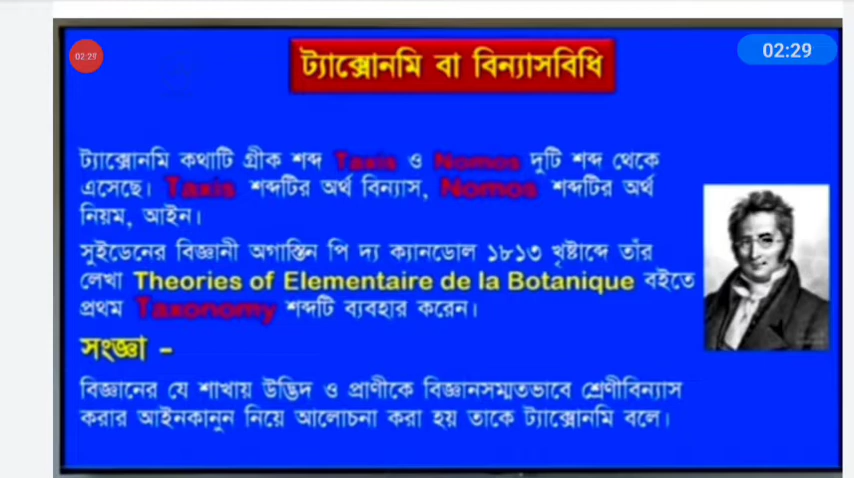 02:29
02:29
ট্যাক্সোনমি বা বিন্যাসবিধি
ট্যাক্সোনমি কথাটি গ্রীক শব্দ Taxis ও Nomos দুটি শব্দ থেকে
এসেছে। Taxis শব্দটির অর্থ বিন্যাস, Nomos শব্দটির অর্থ
নিয়ম, আইন।
সুইডেনের বিজ্ঞানী অগাস্তিন পি দ্য ক্যানডোল ১৮১৩ খৃষ্টাব্দে তাঁর
লেখা Theories of Elementaire de la Botanique বইতে
প্রথম Taxonomy শব্দটি ব্যবহার করেন।
সংজ্ঞা –
বিজ্ঞানের যে শাখায় উদ্ভিদ ও প্রাণীকে বিজ্ঞানসম্মতভাবে শ্রেণীবিন্যাস
করার আইনকানুন নিয়ে আলোচনা করা হয় তাকে ট্যাক্সোনমি বলে।